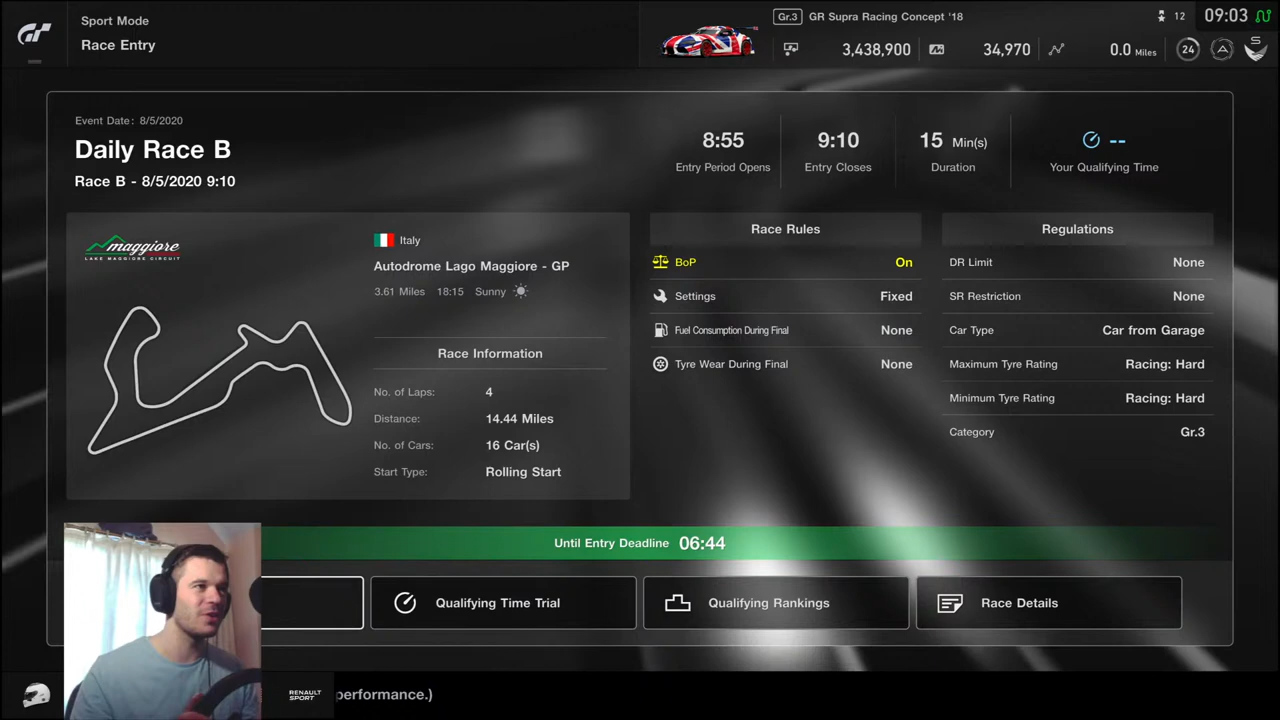 Sport Mode
Race Entry
Gr.3 GR Supra Racing Concept '18
12 09:03
3,438,900 34,970 0.0 Miles 24 A S
Event Date: 8/5/2020
Daily Race B
Race B - 8/5/2020 9:10
8:55
Entry Period Opens
9:10
Entry Closes
15 Min(s)
Duration
--
Your Qualifying Time
maggiore
LAKE MAGGIORE CIRCUIT
Italy
Autodrome Lago Maggiore - GP
3.61 Miles 18:15 Sunny
Race Information
No. of Laps: 4
Distance: 14.44 Miles
No. of Cars: 16 Car(s)
Start Type: Rolling Start
Race Rules
BoP On
Settings Fixed
Fuel Consumption During Final None
Tyre Wear During Final None
Regulations
DR Limit None
SR Restriction None
Car Type Car from Garage
Maximum Tyre Rating Racing: Hard
Minimum Tyre Rating Racing: Hard
Category Gr.3
Until Entry Deadline 06:44
Qualifying Time Trial
Qualifying Rankings
Race Details
RENAULT SPORT
performance.)